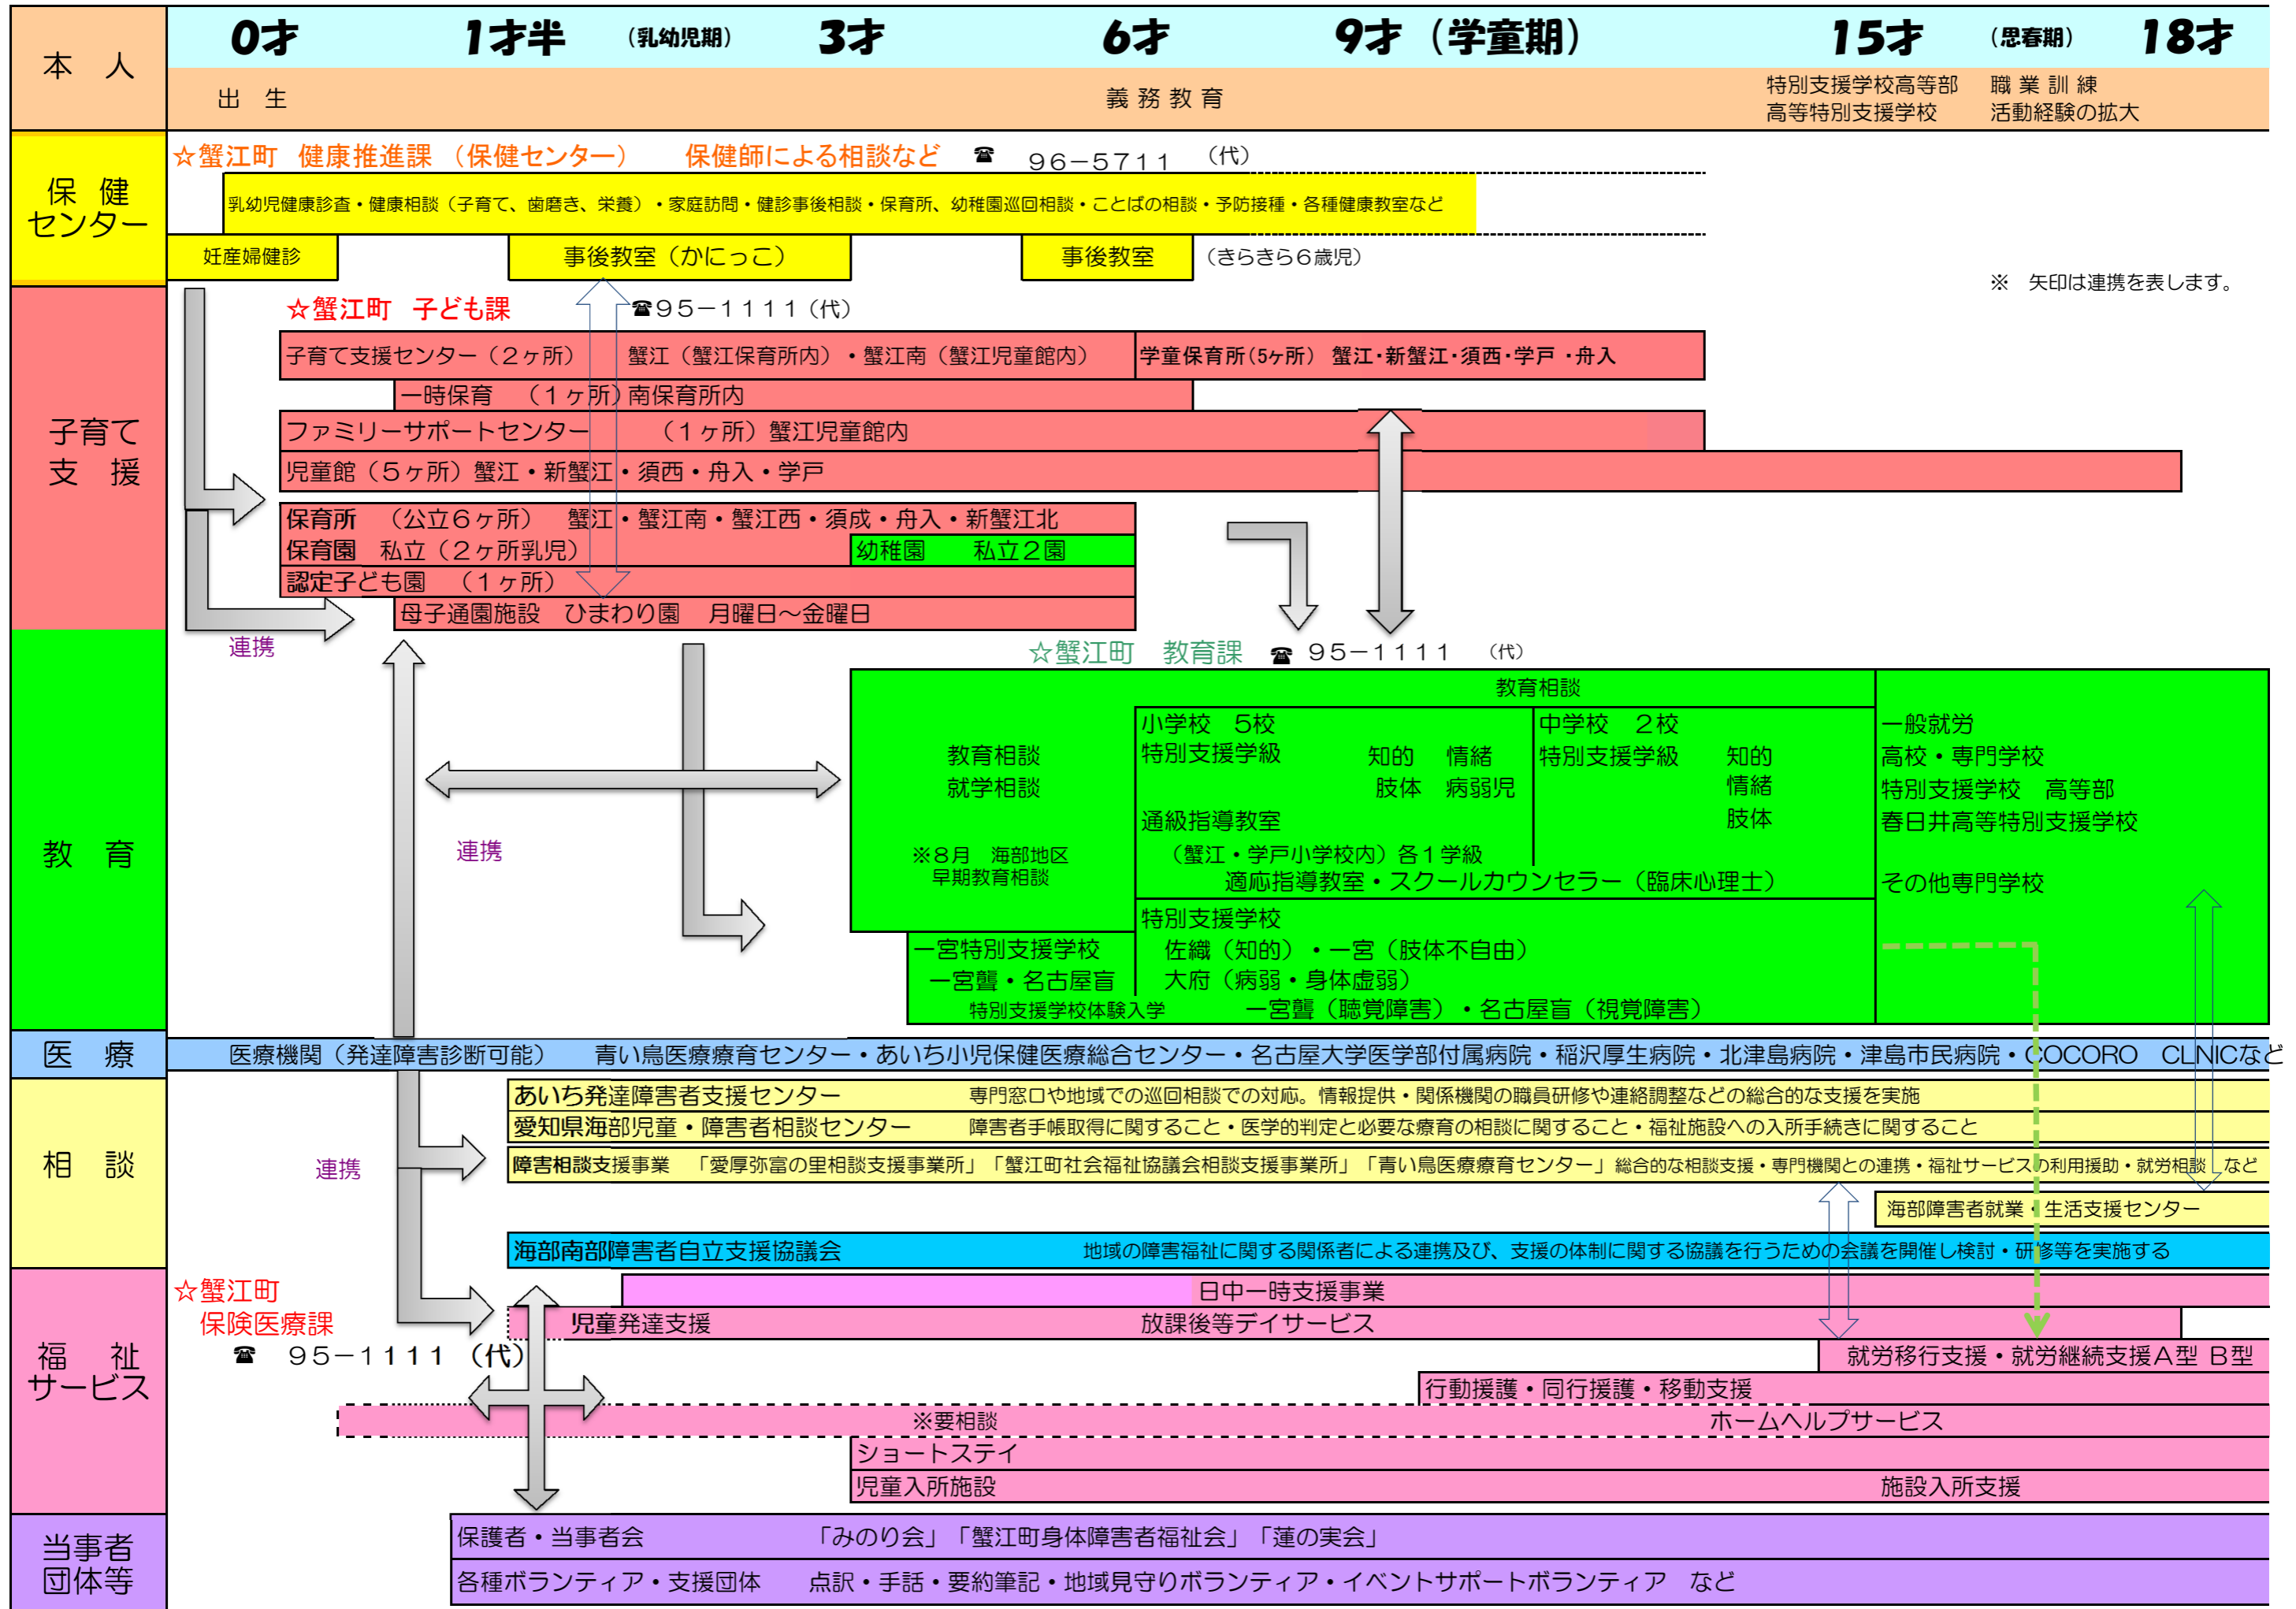 本　人
0才　1才半　（乳幼児期）　3才　6才　9才（学童期）　15才　（思春期）　18才
出　生　義 務 教 育　特別支援学校高等部　職 業 訓 練
高等特別支援学校　活動経験の拡大
保　健
センター
☆蟹江町　健康推進課　（保健センター）　保健師による相談など　☎　９６－５７１１　（代）
乳幼児健康診査・健康相談（子育て、歯磨き、栄養）・家庭訪問・健診事後相談・保育所、幼稚園巡回相談・ことばの相談・予防接種・各種健康教室など
妊産婦健診　事後教室（かにっこ）　事後教室　（きらきら６歳児）
※　矢印は連携を表します。
子育て
支　援
☆蟹江町　子ども課　☎９５－１１１１（代）
子育て支援センター（２ヶ所）　蟹江（蟹江保育所内）・蟹江南（蟹江児童館内）　学童保育所(5ヶ所)　蟹江・新蟹江・須西・学戸・舟入
一時保育　（１ヶ所）南保育所内
ファミリーサポートセンター　（１ヶ所）蟹江児童館内
児童館（５ヶ所）蟹江・新蟹江・須西・舟入・学戸
保育所　（公立６ヶ所）　蟹江・蟹江南・蟹江西・須成・舟入・新蟹江北
保育園　私立（２ヶ所乳児）　幼稚園　私立２園
認定子ども園　（１ヶ所）
母子通園施設　ひまわり園　月曜日～金曜日
連携
教　育
☆蟹江町　教育課　☎　９５－１１１１　（代）
教育相談
小学校　５校　中学校　２校　一般就労
教育相談　特別支援学級　知的　情緒　特別支援学級　知的　高校・専門学校
就学相談　肢体　病弱児　情緒　特別支援学校　高等部
通級指導教室　肢体　春日井高等特別支援学校
連携
※８月　海部地区　（蟹江・学戸小学校内）各１学級
早期教育相談　適応指導教室・スクールカウンセラー（臨床心理士）　その他専門学校
特別支援学校
一宮特別支援学校　佐織（知的）・一宮（肢体不自由）
一宮聾・名古屋盲　大府（病弱・身体虚弱）
特別支援学校体験入学　一宮聾（聴覚障害）・名古屋盲（視覚障害）
医　療
医療機関（発達障害診断可能）　青い鳥医療療育センター・あいち小児保健医療総合センター・名古屋大学医学部付属病院・稲沢厚生病院・北津島病院・津島市民病院・COCORO　CLNICなど
相　談
あいち発達障害者支援センター　専門窓口や地域での巡回相談での対応。情報提供・関係機関の職員研修や連絡調整などの総合的な支援を実施
愛知県海部児童・障害者相談センター　障害者手帳取得に関すること・医学的判定と必要な療育の相談に関すること・福祉施設への入所手続きに関すること
連携
障害相談支援事業　「愛厚弥富の里相談支援事業所」「蟹江町社会福祉協議会相談支援事業所」「青い鳥医療療育センター」総合的な相談支援・専門機関との連携・福祉サービスの利用援助・就労相談　など
海部障害者就業・生活支援センター
海部南部障害者自立支援協議会　地域の障害福祉に関する関係者による連携及び、支援の体制に関する協議を行うための会議を開催し検討・研修等を実施する
福　祉
サービス
☆蟹江町
保険医療課
☎　９５－１１１１　（代）
日中一時支援事業
児童発達支援　放課後等デイサービス
就労移行支援・就労継続支援A型 B型
行動援護・同行援護・移動支援
※要相談　ホームヘルプサービス
ショートステイ
児童入所施設　施設入所支援
当事者
団体等
保護者・当事者会　「みのり会」「蟹江町身体障害者福祉会」「蓮の実会」
各種ボランティア・支援団体　点訳・手話・要約筆記・地域見守りボランティア・イベントサポートボランティア　など